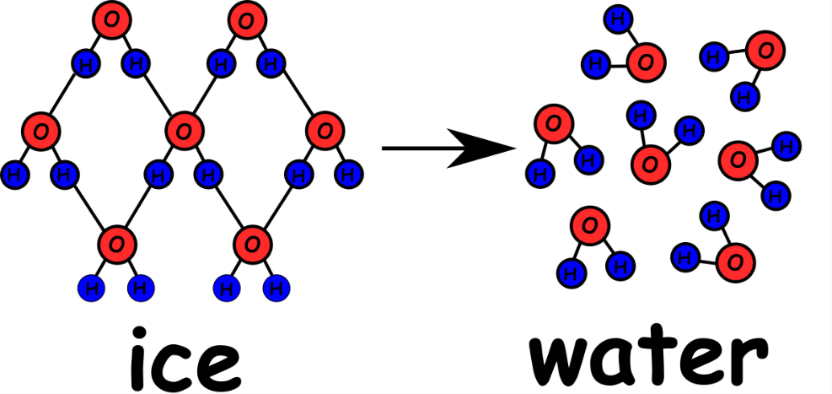 O O
H H H H
O O O
H H H H H H
O O
H H H H
ice
H
H O H O
H
O H H
H H O O H
H
O H
H H H O
water